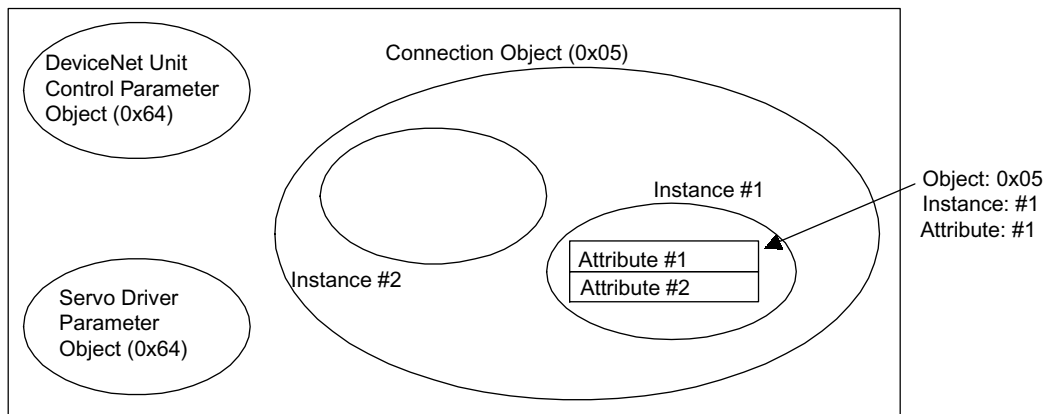 DeviceNet Unit
Control Parameter
Object (0x64)
Connection Object (0x05)
Instance #1
Object: 0x05
Instance: #1
Attribute: #1
Attribute #1
Attribute #2
Instance #2
Servo Driver
Parameter
Object (0x64)